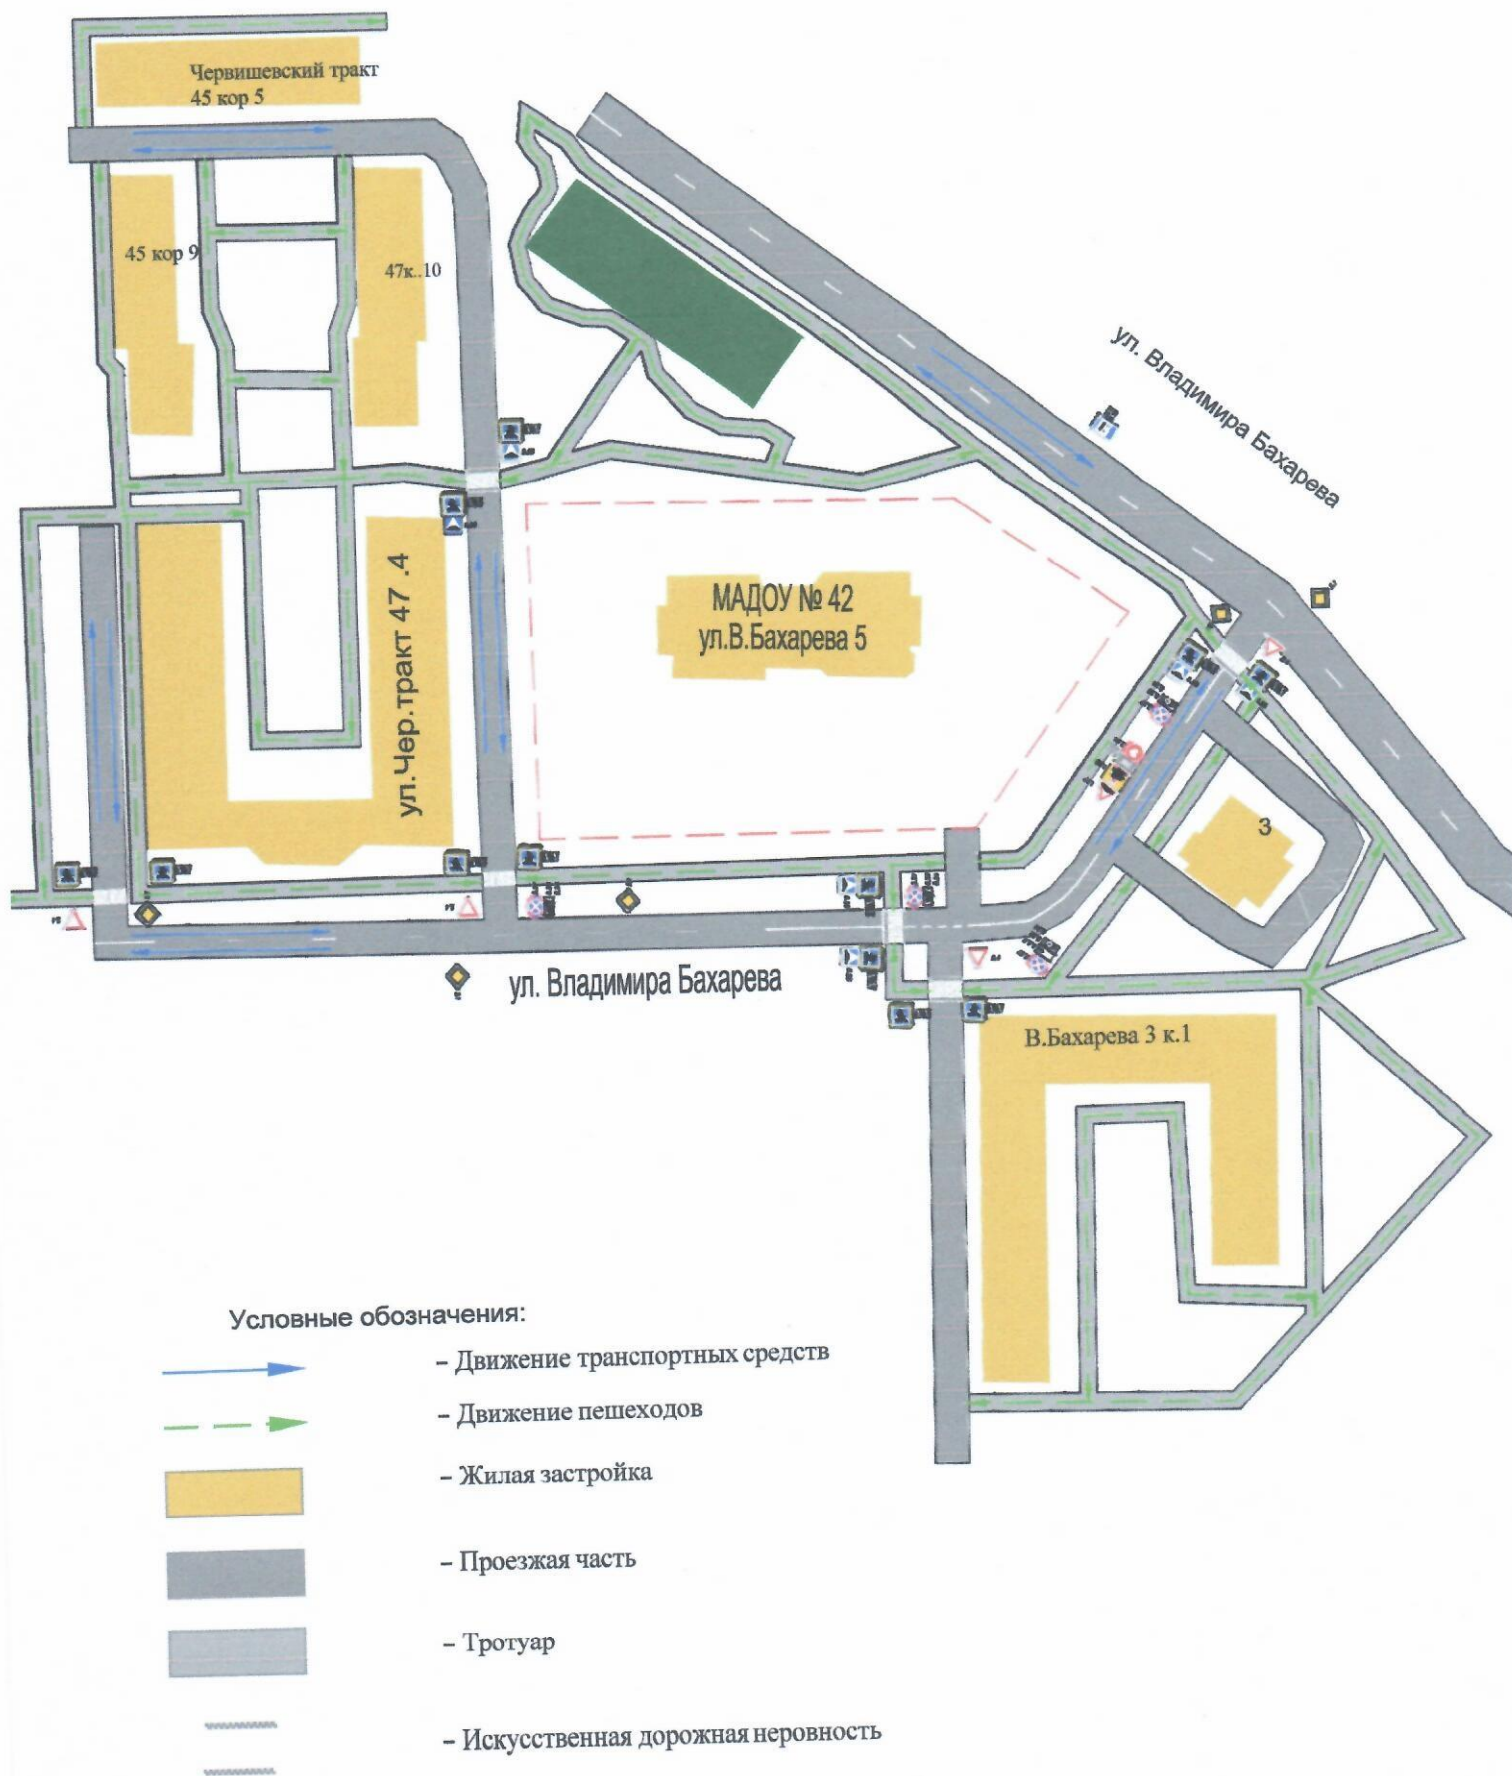 Червишевский тракт
45 кор 5
45 кор 9
47к..10
ул. Владимира Бахарева
МАДОУ № 42
ул.В.Бахарева 5
ул.Чер.тракт 47 .4
3
ул. Владимира Бахарева
В.Бахарева 3 к.1
Условные обозначения:
– Движение транспортных средств
– Движение пешеходов
– Жилая застройка
– Проезжая часть
– Тротуар
– Искусственная дорожная неровность